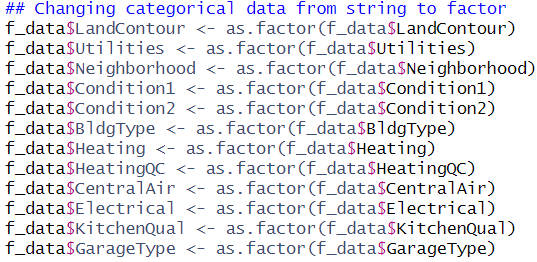 ## Changing categorical data from string to factor
f_data$LandContour <- as.factor(f_data$LandContour)
f_data$Utilities <- as.factor(f_data$Utilities)
f_data$Neighborhood <- as.factor(f_data$Neighborhood)
f_data$Condition1 <- as.factor(f_data$Condition1)
f_data$Condition2 <- as.factor(f_data$Condition2)
f_data$BldgType <- as.factor(f_data$BldgType)
f_data$Heating <- as.factor(f_data$Heating)
f_data$HeatingQC <- as.factor(f_data$HeatingQC)
f_data$CentralAir <- as.factor(f_data$CentralAir)
f_data$Electrical <- as.factor(f_data$Electrical)
f_data$KitchenQual <- as.factor(f_data$KitchenQual)
f_data$GarageType <- as.factor(f_data$GarageType)